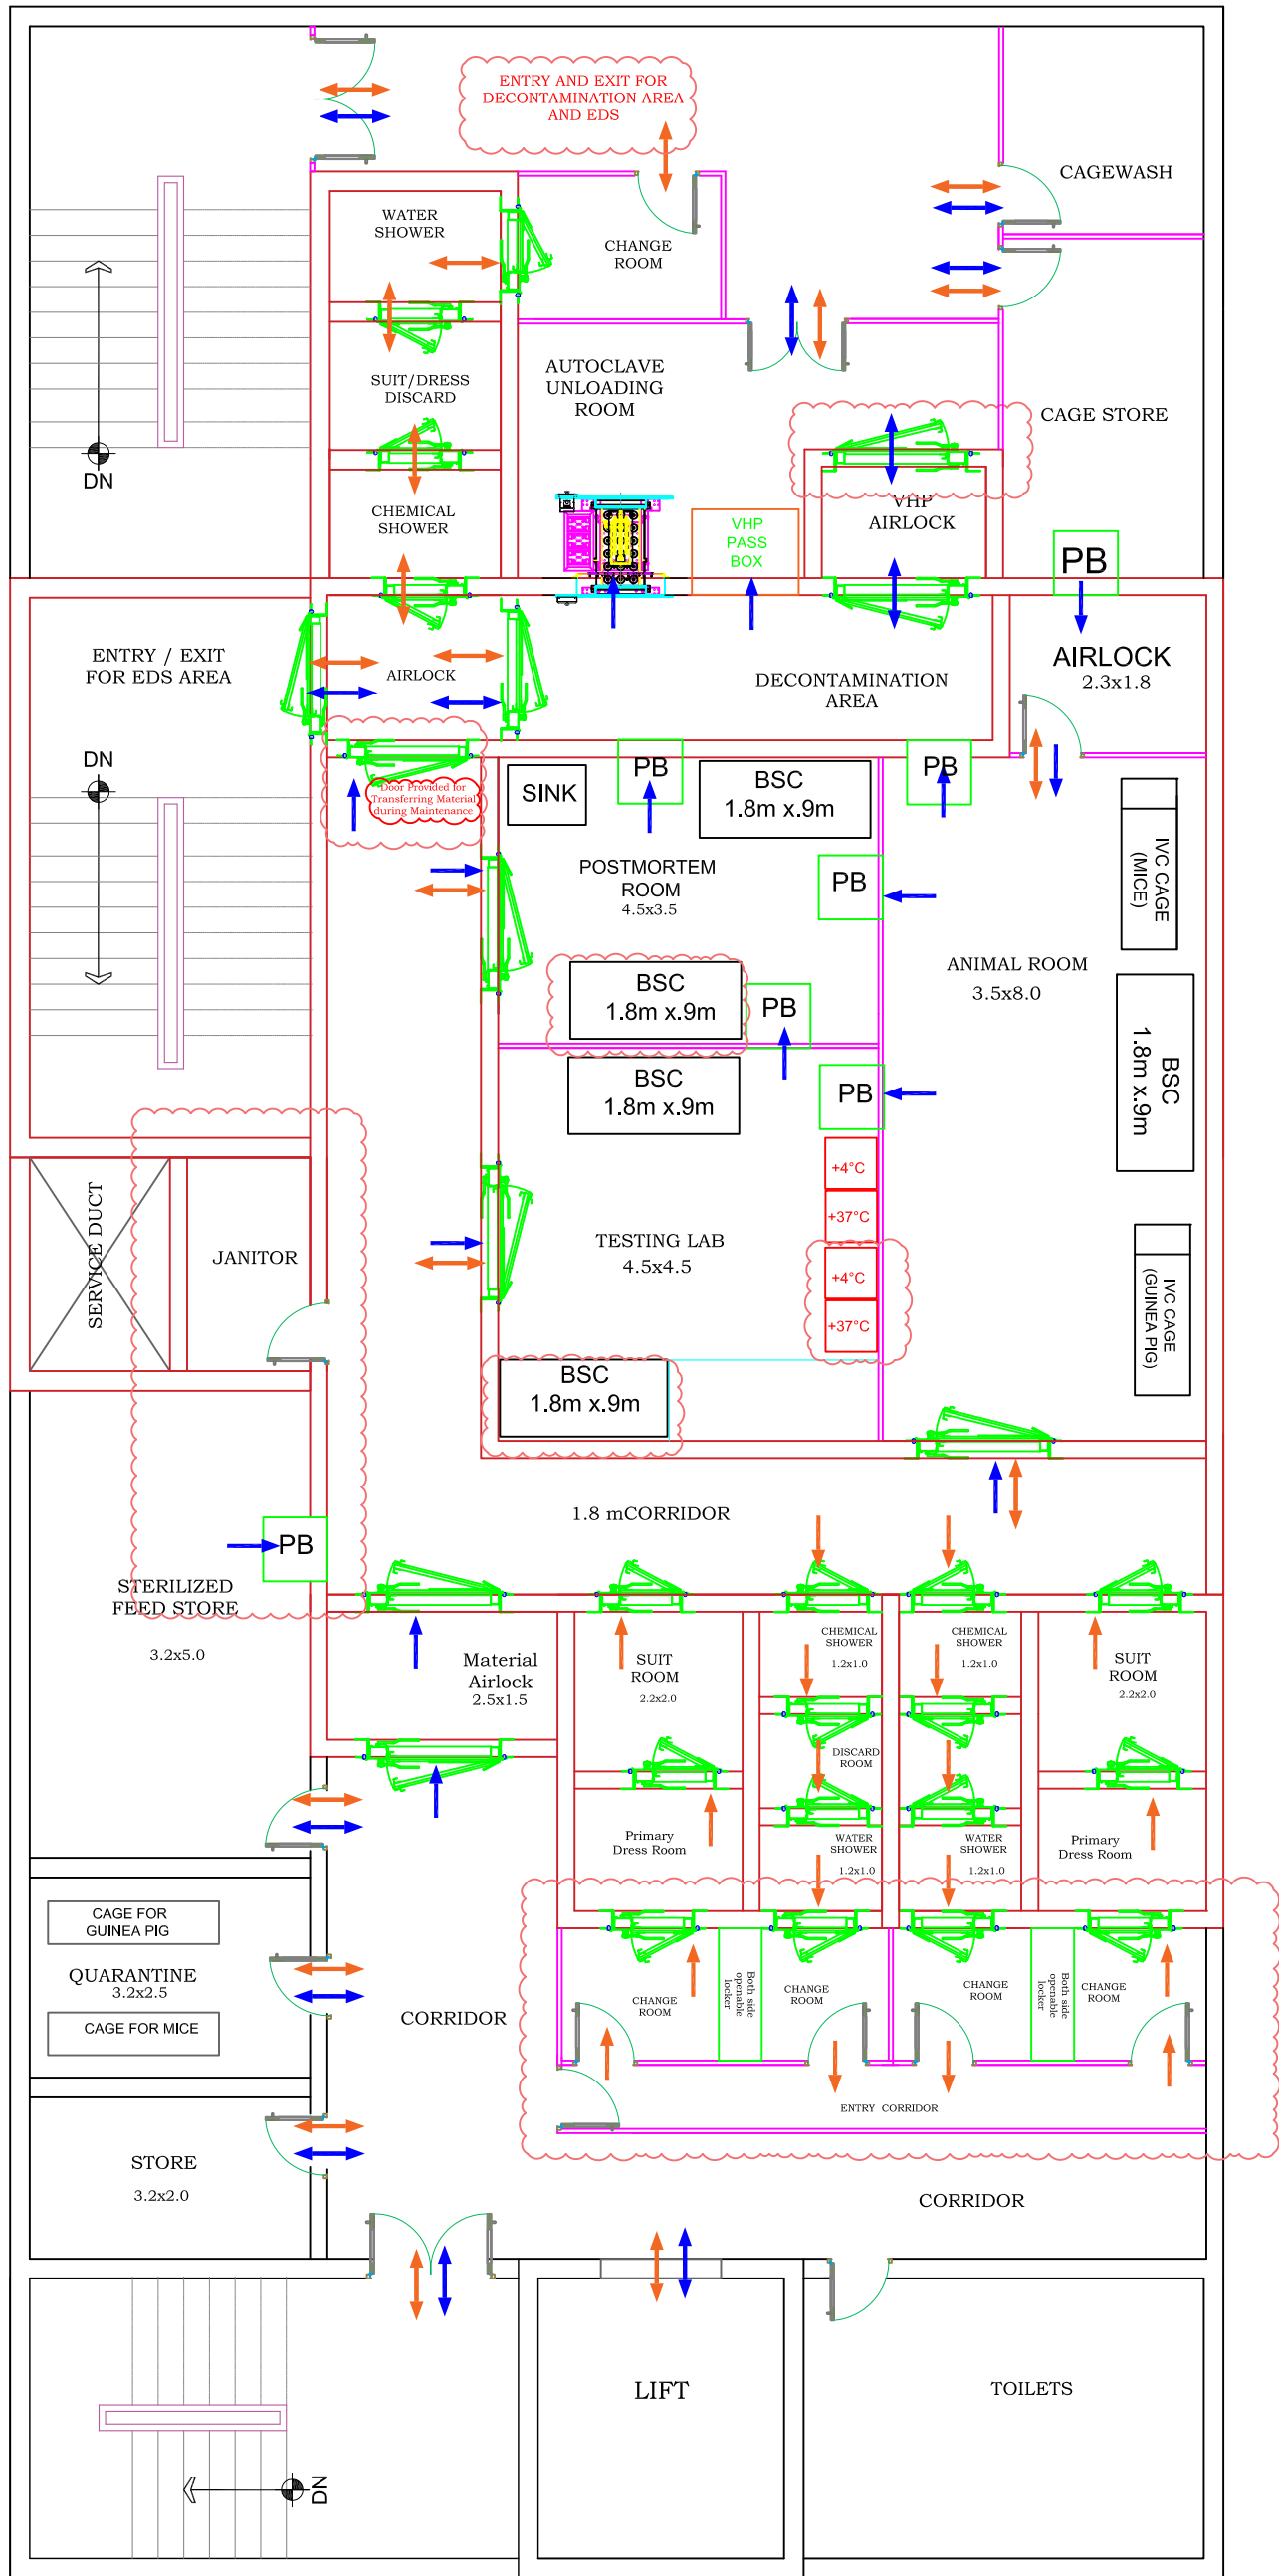 ENTRY AND EXIT FOR
DECONTAMINATION AREA
AND EDS
CAGEWASH
WATER
SHOWER
CHANGE
ROOM
SUIT/DRESS
DISCARD
AUTOCLAVE
UNLOADING
ROOM
CAGE STORE
DN
CHEMICAL
SHOWER
VHP
PASS
BOX
VHP
AIRLOCK
PB
ENTRY / EXIT
FOR EDS AREA
AIRLOCK
DECONTAMINATION
AREA
AIRLOCK
2.3x1.8
DN
Door Provided for
Transferring Material
during Maintenance
SINK
PB
BSC
1.8m x.9m
PB
IVC CAGE
(MICE)
POSTMORTEM
ROOM
4.5x3.5
PB
ANIMAL ROOM
3.5x8.0
BSC
1.8m x.9m
PB
BSC
1.8m x.9m
BSC
1.8m x.9m
PB
+4°C
+37°C
+4°C
+37°C
SERVICE DUCT
JANITOR
TESTING LAB
4.5x4.5
IVC CAGE
(GUINEA PIG)
BSC
1.8m x.9m
1.8 mCORRIDOR
PB
STERILIZED
FEED STORE
3.2x5.0
Material
Airlock
2.5x1.5
SUIT
ROOM
2.2x2.0
CHEMICAL
SHOWER
1.2x1.0
CHEMICAL
SHOWER
1.2x1.0
SUIT
ROOM
2.2x2.0
DISCARD
ROOM
Primary
Dress Room
WATER
SHOWER
1.2x1.0
WATER
SHOWER
1.2x1.0
Primary
Dress Room
CAGE FOR
GUINEA PIG
QUARANTINE
3.2x2.5
CAGE FOR MICE
CORRIDOR
CHANGE
ROOM
Both side
openable
locker
CHANGE
ROOM
CHANGE
ROOM
Both side
openable
locker
CHANGE
ROOM
ENTRY CORRIDOR
STORE
3.2x2.0
CORRIDOR
LIFT
TOILETS
DN